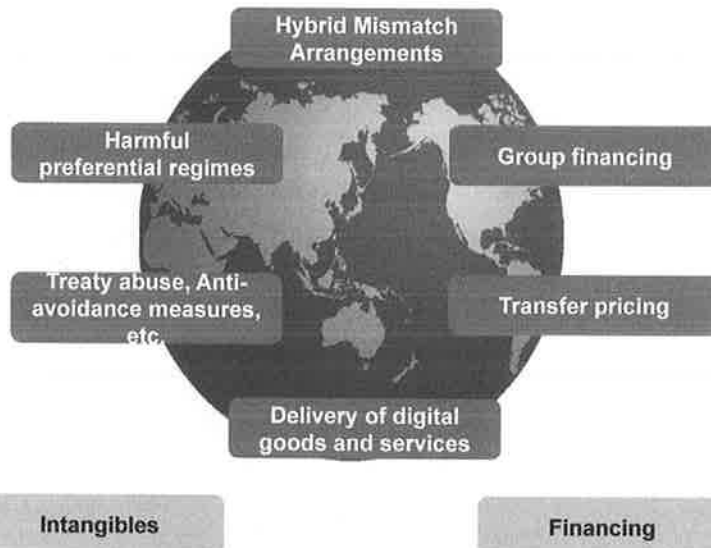 Hybrid Mismatch
Arrangements
Harmful
preferential regimes
Group financing
Treaty abuse, Anti-
avoidance measures,
etc.
Transfer pricing
Delivery of digital
goods and services
Intangibles
Financing